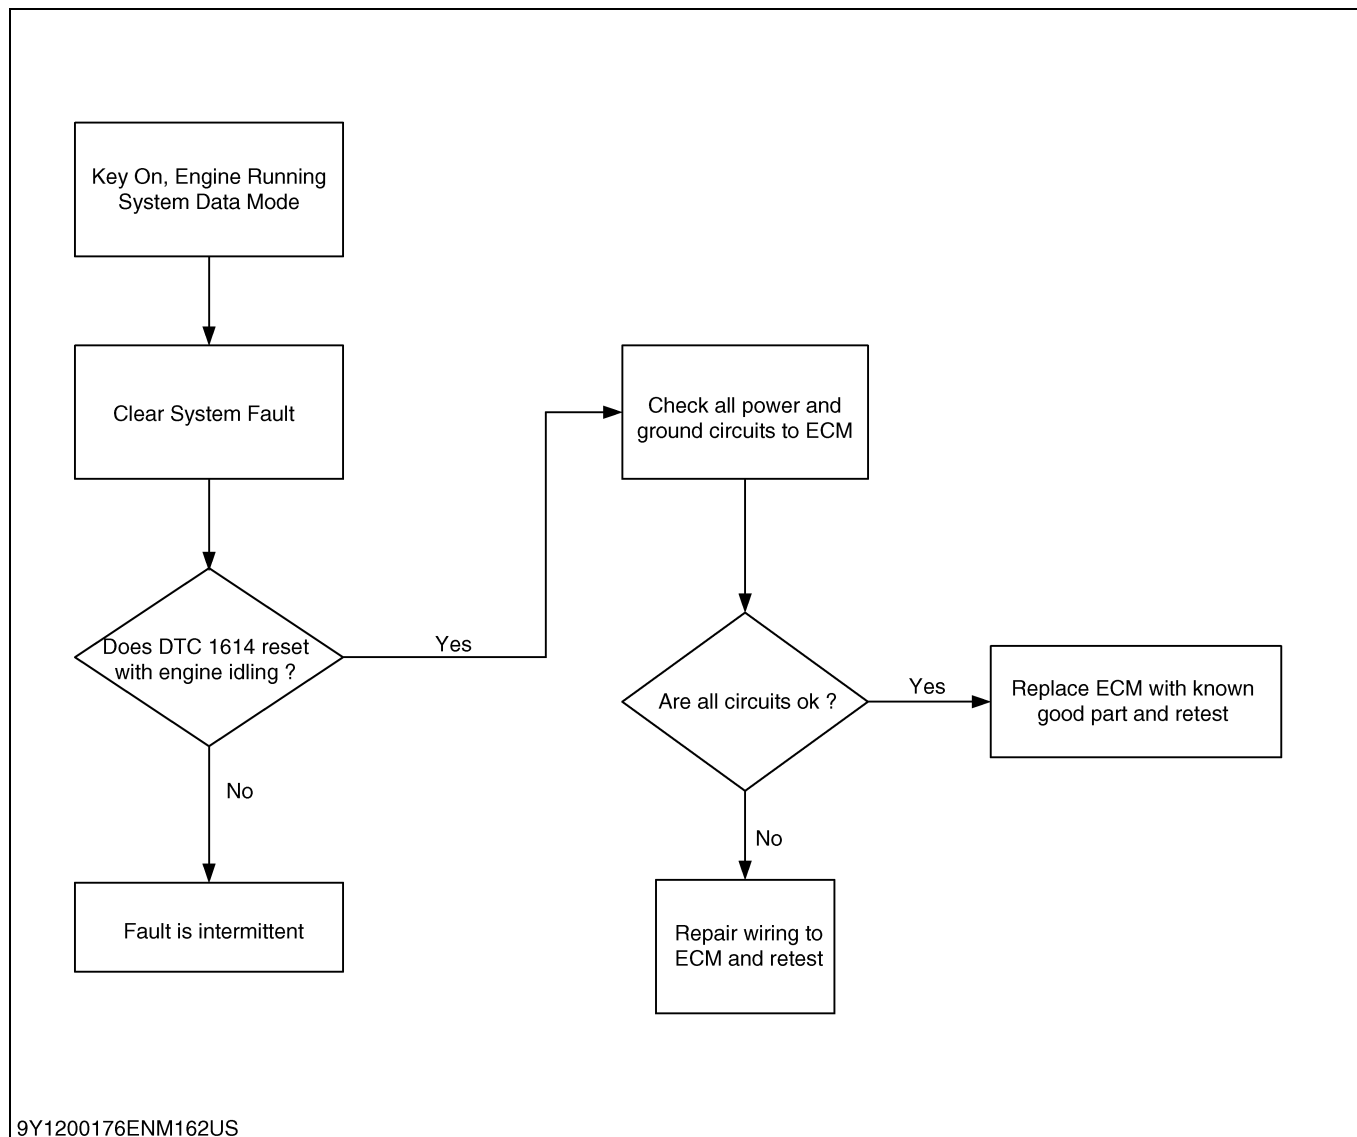 Key On, Engine Running
System Data Mode
Clear System Fault
Does DTC 1614 reset
with engine idling ?
Yes
No
Fault is intermittent
Check all power and
ground circuits to ECM
Are all circuits ok ?
Yes
Replace ECM with known
good part and retest
No
Repair wiring to
ECM and retest
9Y1200176ENM162US